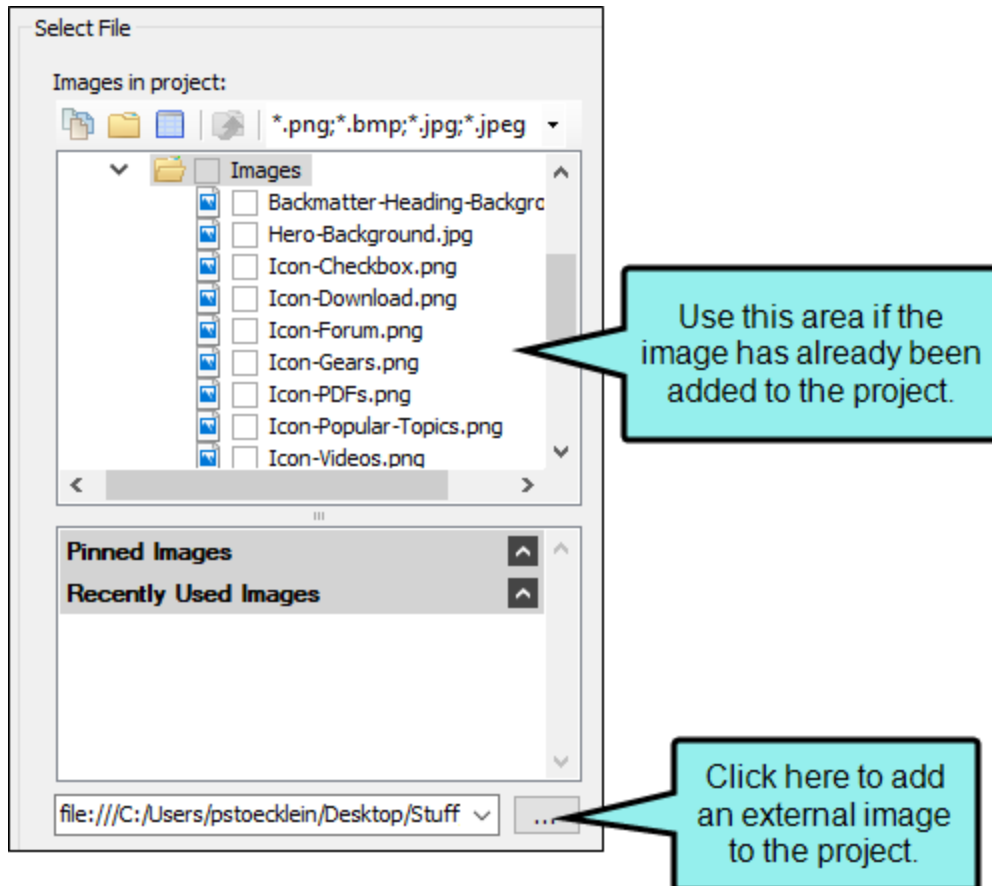 Select File
Images in project:
*.png;*.bmp;*.jpg;*.jpeg
Images
Backmatter-Heading-Backgro
Hero-Background.jpg
Icon-Checkbox.png
Icon-Download.png
Icon-Forum.png
Icon-Gears.png
Icon-PDFs.png
Icon-Popular-Topics.png
Icon-Videos.png
Use this area if the
image has already been
added to the project.
Pinned Images
Recently Used Images
file:///C:/Users/pstoecklein/Desktop/Stuff
...
Click here to add
an external image
to the project.